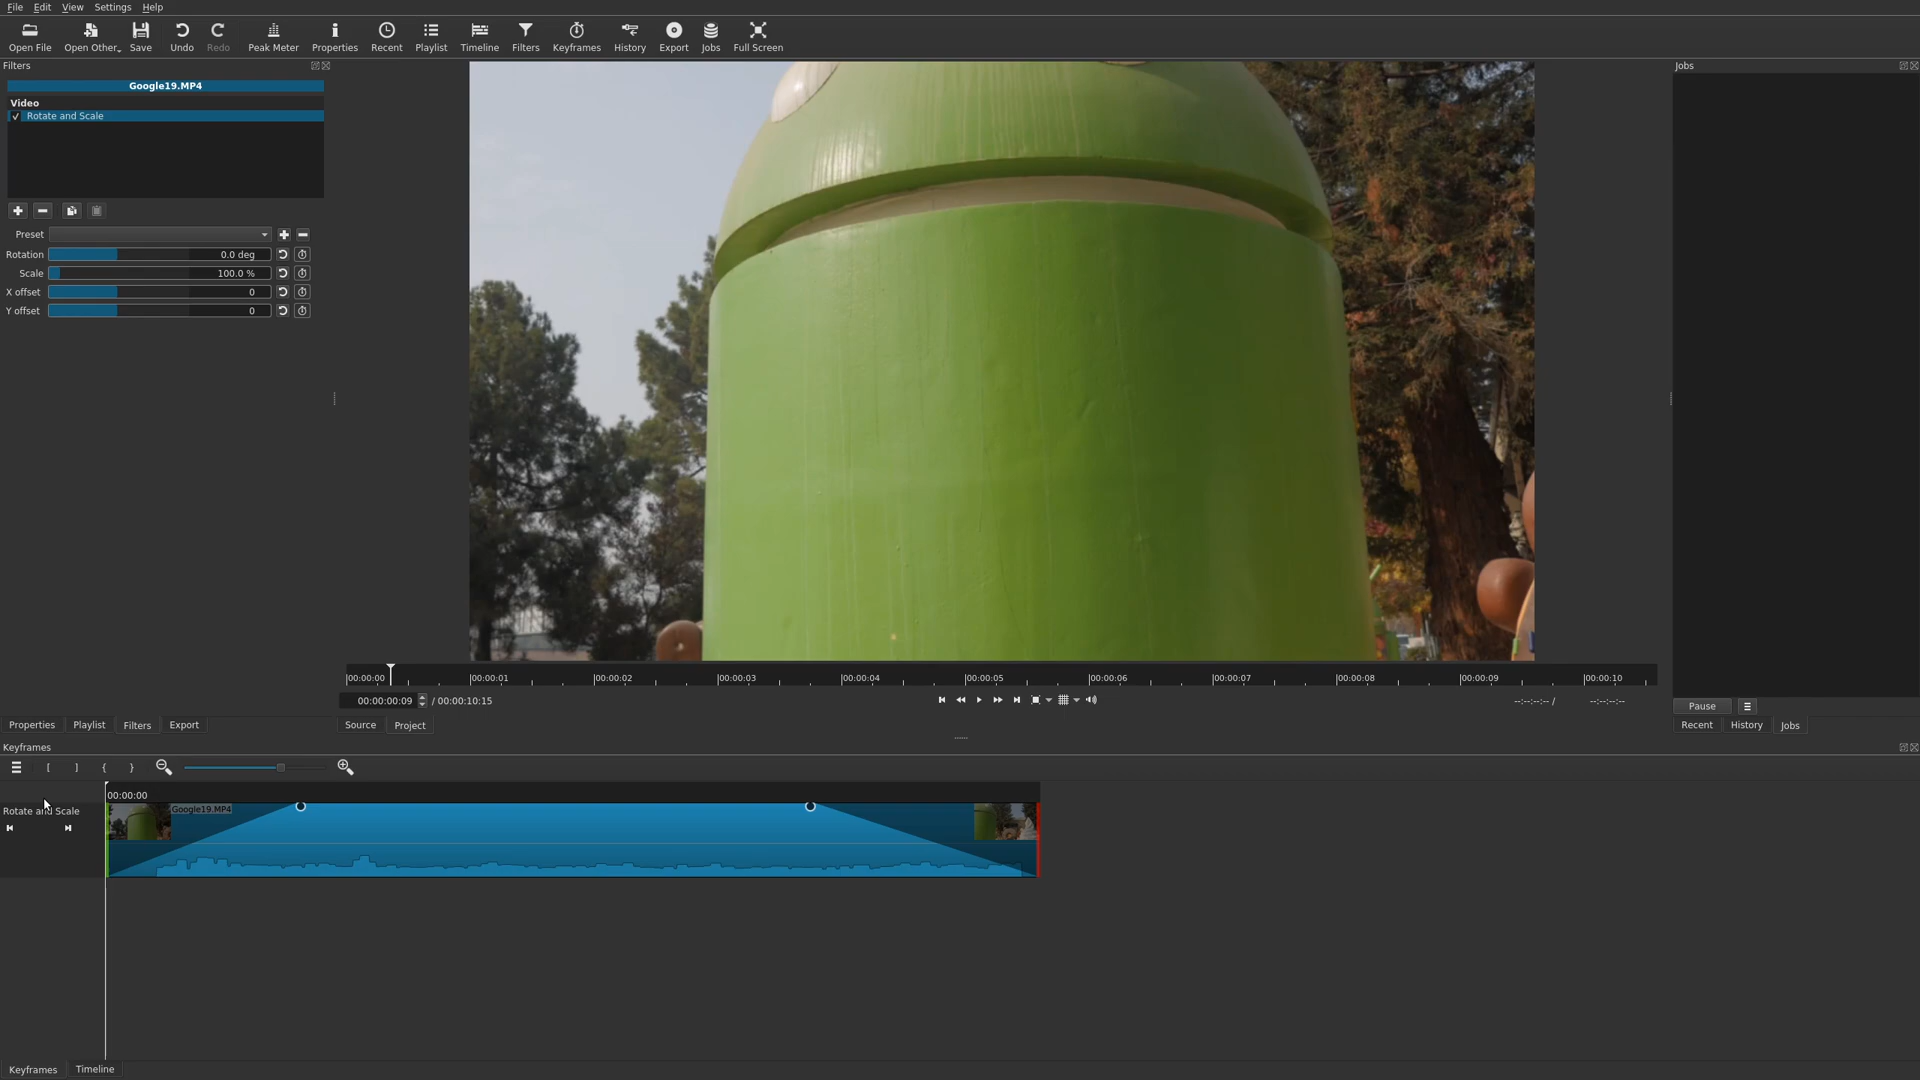 File Edit View Settings Help
Open File Open Other... Save Undo Redo Peak Meter Properties Recent Playlist Timeline Filters Keyframes History Export Jobs Full Screen
Filters
Jobs
Google19.MP4
Video
Rotate and Scale
Preset
Rotation 0.0 deg
Scale 100.0 %
X offset 0
Y offset 0
00:00:00 00:00:01 00:00:02 00:00:03 00:00:04 00:00:05 00:00:06 00:00:07 00:00:08 00:00:09 00:00:10
00:00:00:09 / 00:00:10:15
--:--:--:-- / --:--:--:--
Pause
Properties Playlist Filters Export
Source Project
Recent History Jobs
Keyframes
[ ] { }
00:00:00
Rotate and Scale
Google19.MP4
Keyframes Timeline